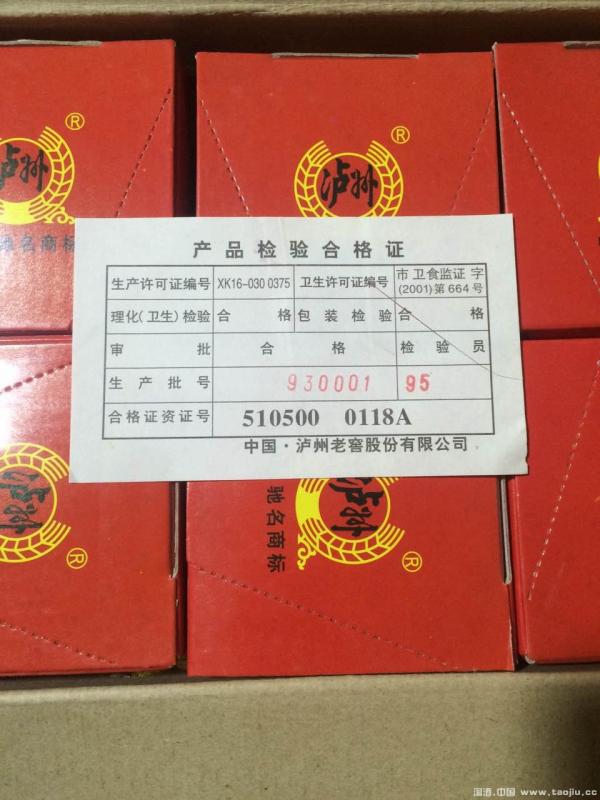 泸州
®
泸州
®
驰名商标
产品检验合格证
生产许可证编号 XK16-030 0375 卫生许可证编号 市卫食监证字
(2001)第664号
理化(卫生)检验 合格 包装检验 合格
审批 合格 检验员
生产批号 930001 95
合格证资证号 510500 0118A
中国·泸州老窖股份有限公司
泸州
®
泸州
®
驰名商标
www.taojiu.cc